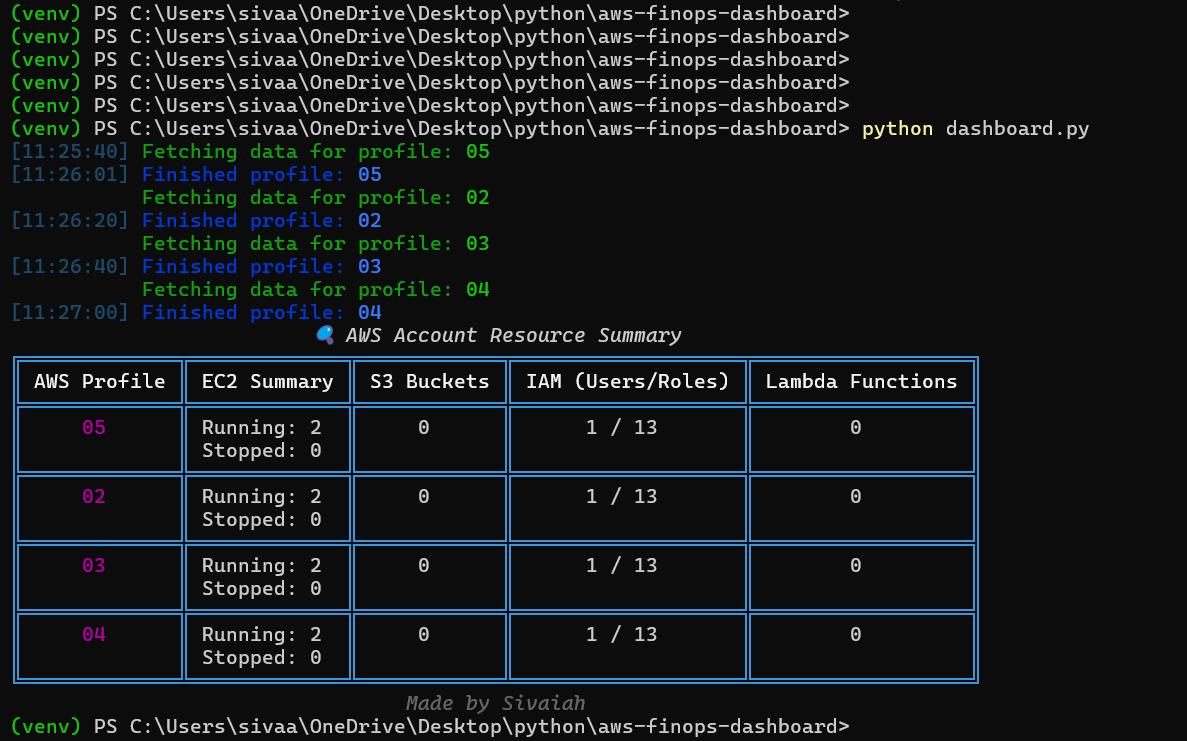 (venv) PS C:\Users\sivaa\OneDrive\Desktop\python\aws-finops-dashboard>
(venv) PS C:\Users\sivaa\OneDrive\Desktop\python\aws-finops-dashboard>
(venv) PS C:\Users\sivaa\OneDrive\Desktop\python\aws-finops-dashboard>
(venv) PS C:\Users\sivaa\OneDrive\Desktop\python\aws-finops-dashboard>
(venv) PS C:\Users\sivaa\OneDrive\Desktop\python\aws-finops-dashboard>
(venv) PS C:\Users\sivaa\OneDrive\Desktop\python\aws-finops-dashboard> python dashboard.py
[11:25:40] Fetching data for profile: 05
[11:26:01] Finished profile: 05
Fetching data for profile: 02
[11:26:20] Finished profile: 02
Fetching data for profile: 03
[11:26:40] Finished profile: 03
Fetching data for profile: 04
[11:27:00] Finished profile: 04
AWS Account Resource Summary
AWS Profile EC2 Summary S3 Buckets IAM (Users/Roles) Lambda Functions
05 Running: 2 0 1 / 13 0
Stopped: 0
02 Running: 2 0 1 / 13 0
Stopped: 0
03 Running: 2 0 1 / 13 0
Stopped: 0
04 Running: 2 0 1 / 13 0
Stopped: 0
Made by Sivaiah
(venv) PS C:\Users\sivaa\OneDrive\Desktop\python\aws-finops-dashboard>